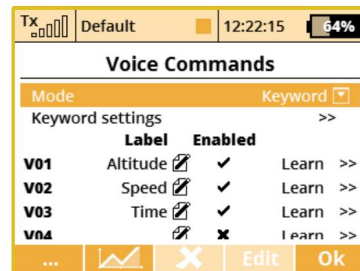 Tx Default 12:22:15 64%
Voice Commands
Mode Keyword
Keyword settings >>
Label Enabled
V01 Altitude Learn >>
V02 Speed Learn >>
V03 Time Learn >>
V04 Learn >>
... Edit Ok